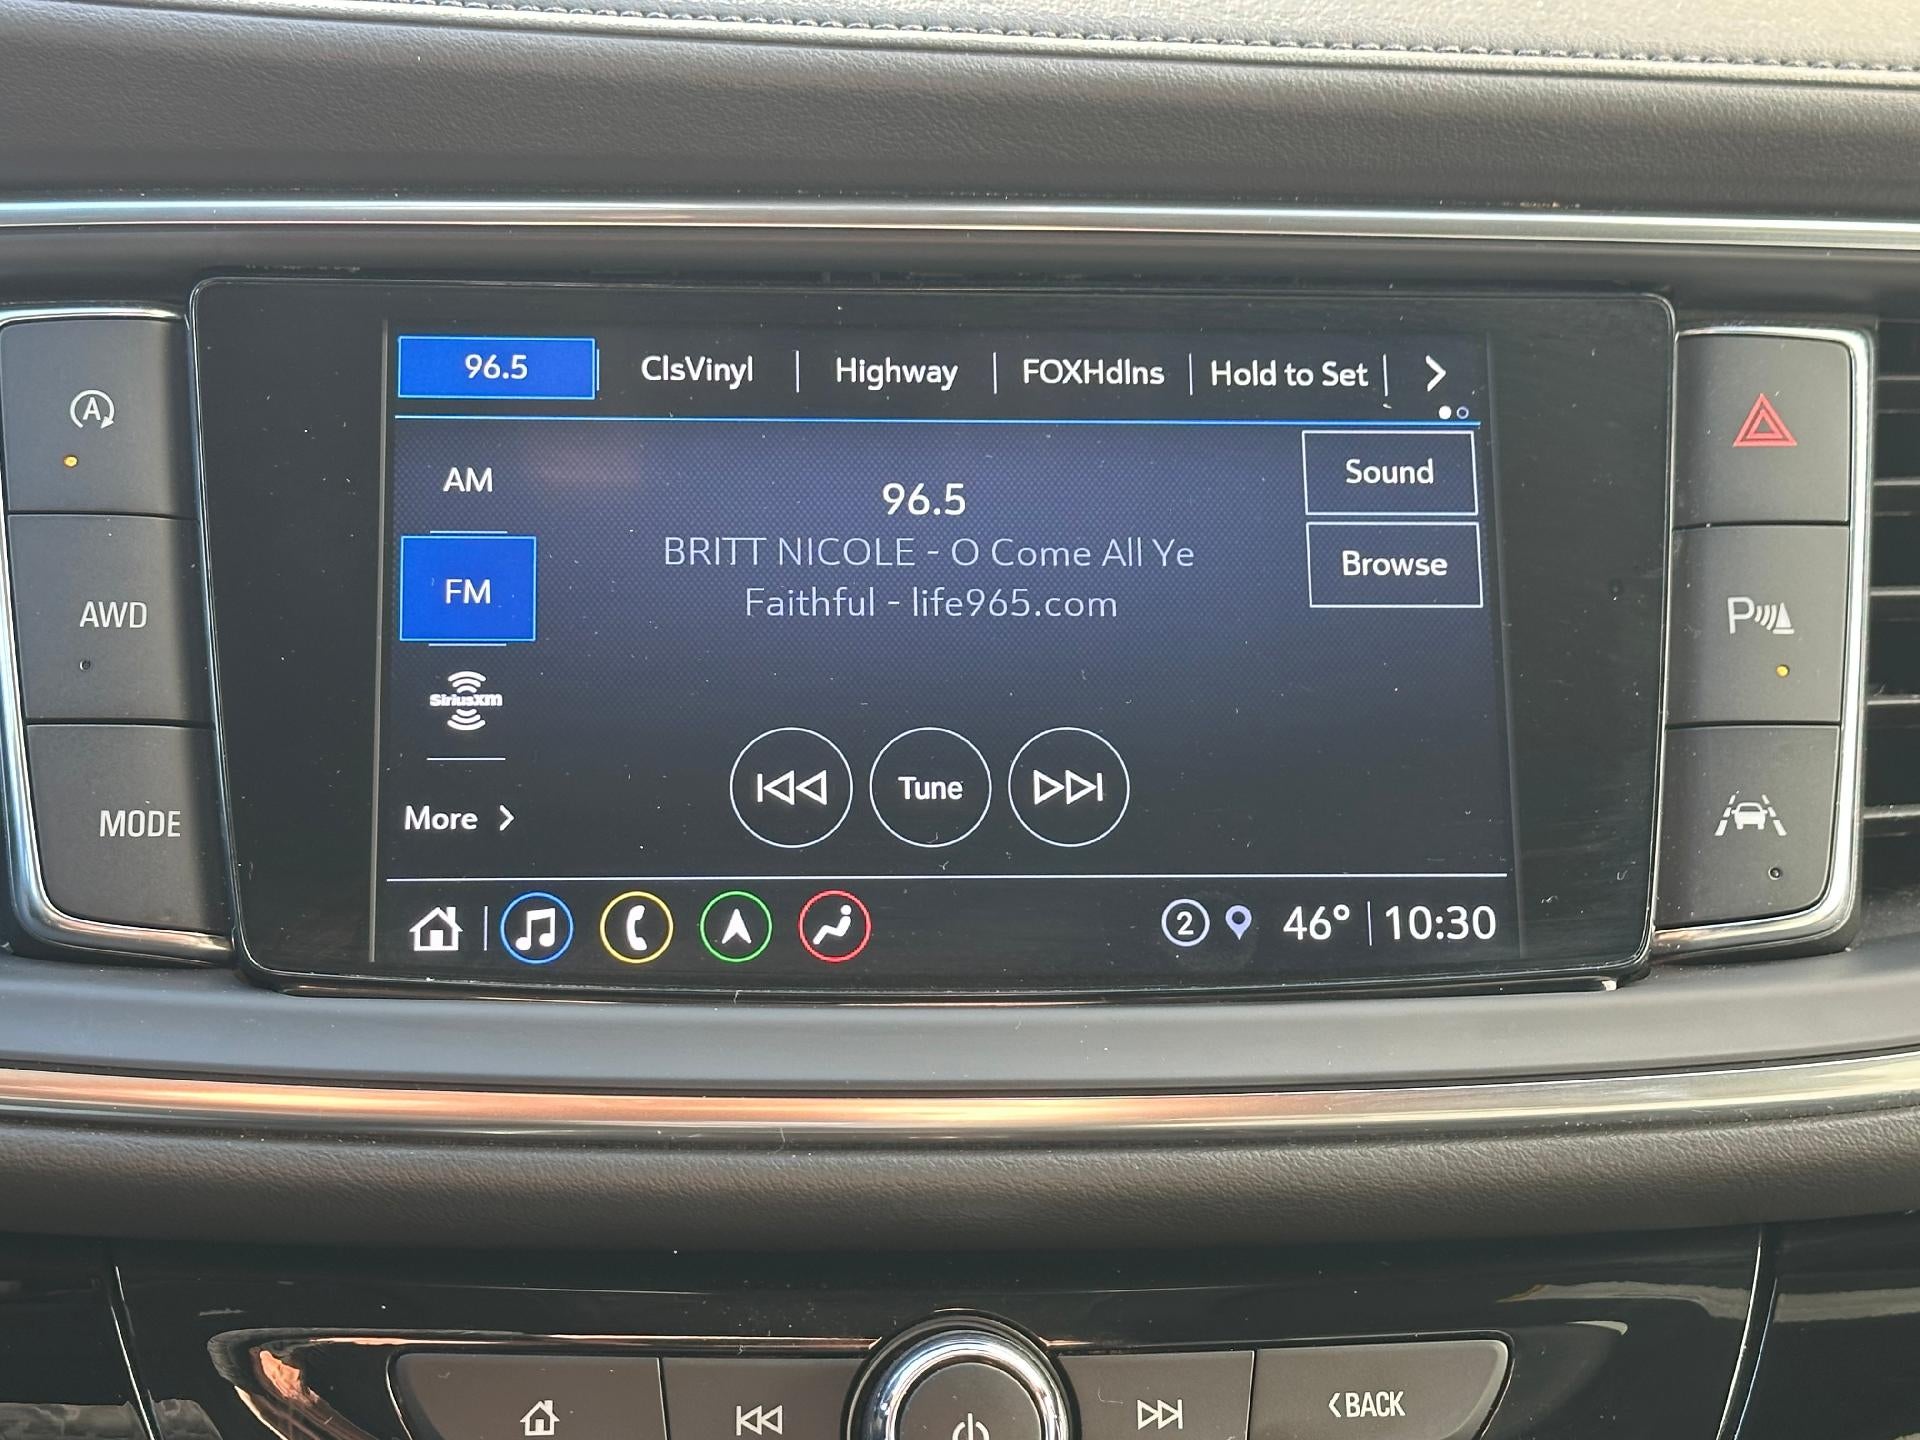 96.5 ClsVinyl Highway FOXHdlns Hold to Set
A
AM
Sound
96.5
BRITT NICOLE - O Come All Ye
Faithful - life965.com
Browse
FM
AWD
P
SiriusXM
MODE
More
Tune
2 46° 10:30
BACK